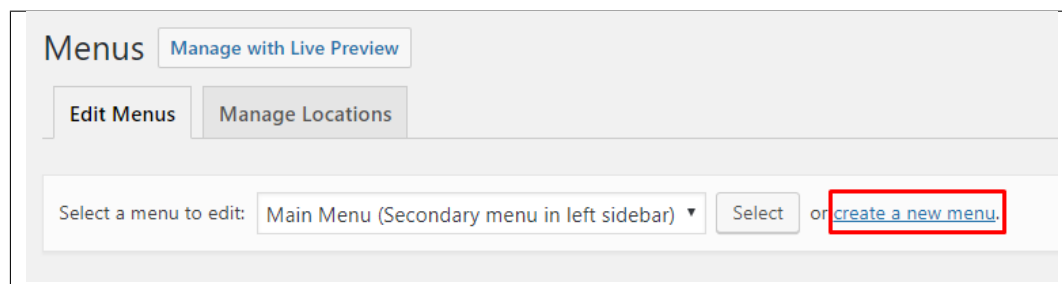 Menus Manage with Live Preview
Edit Menus Manage Locations
Select a menu to edit: Main Menu (Secondary menu in left sidebar) Select or create a new menu.